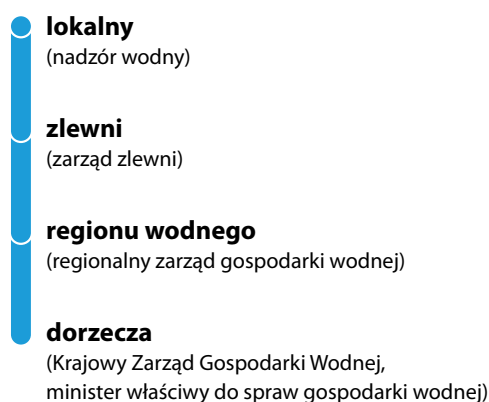 lokalny
(nadzór wodny)
zlewni
(zarząd zlewni)
regionu wodnego
(regionalny zarząd gospodarki wodnej)
dorzecza
(Krajowy Zarząd Gospodarki Wodnej,
minister właściwy do spraw gospodarki wodnej)